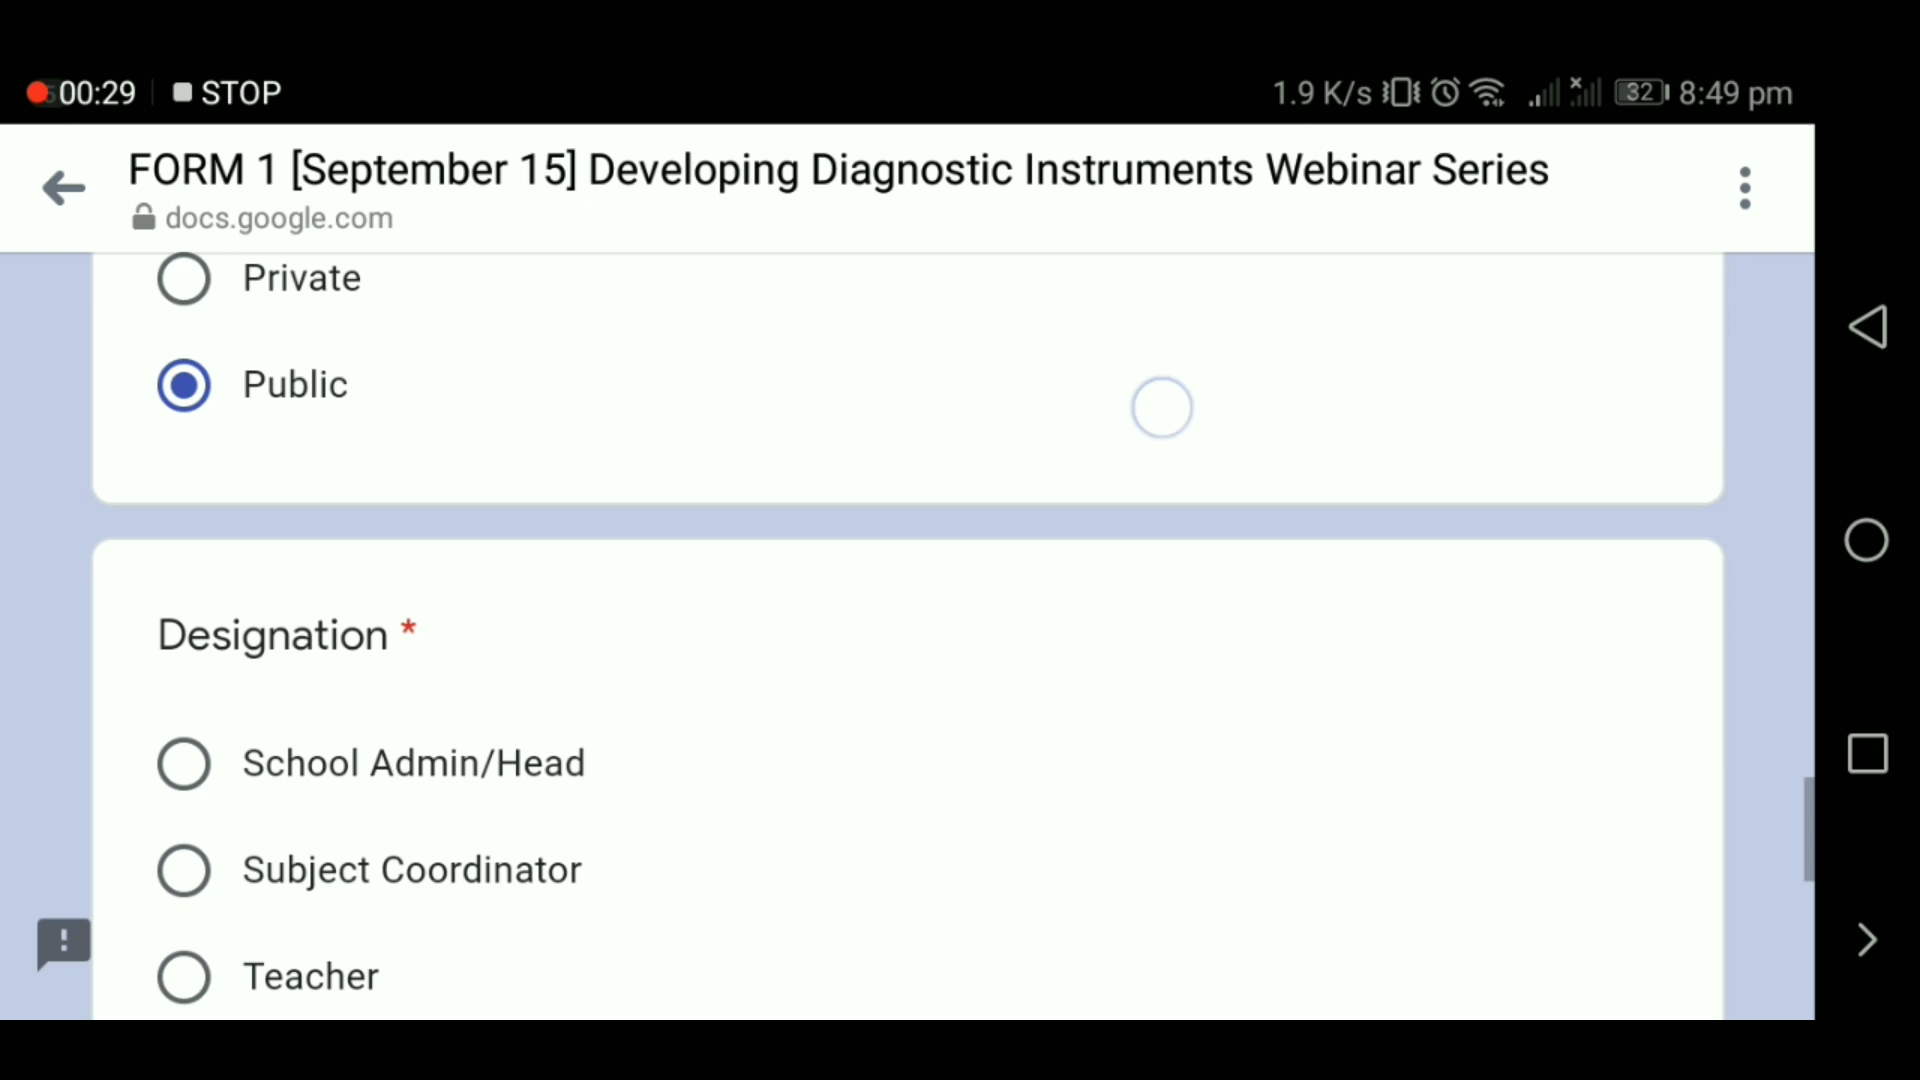 00:29 STOP 1.9 K/s 32 8:49 pm
FORM 1 [September 15] Developing Diagnostic Instruments Webinar Series
docs.google.com
Private
Public
Designation *
School Admin/Head
Subject Coordinator
Teacher